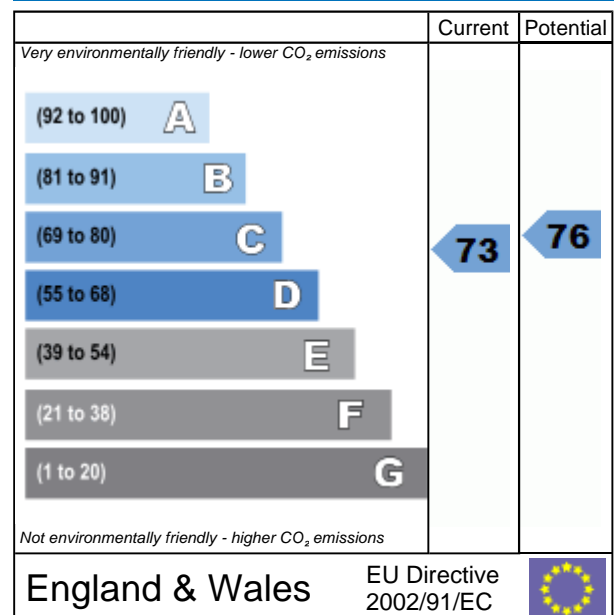 Current Potential
Very environmentally friendly - lower CO₂ emissions
(92 to 100) A
(81 to 91) B
(69 to 80) C
73
76
(55 to 68) D
(39 to 54) E
(21 to 38) F
(1 to 20) G
Not environmentally friendly - higher CO₂ emissions
England & Wales
EU Directive
2002/91/EC